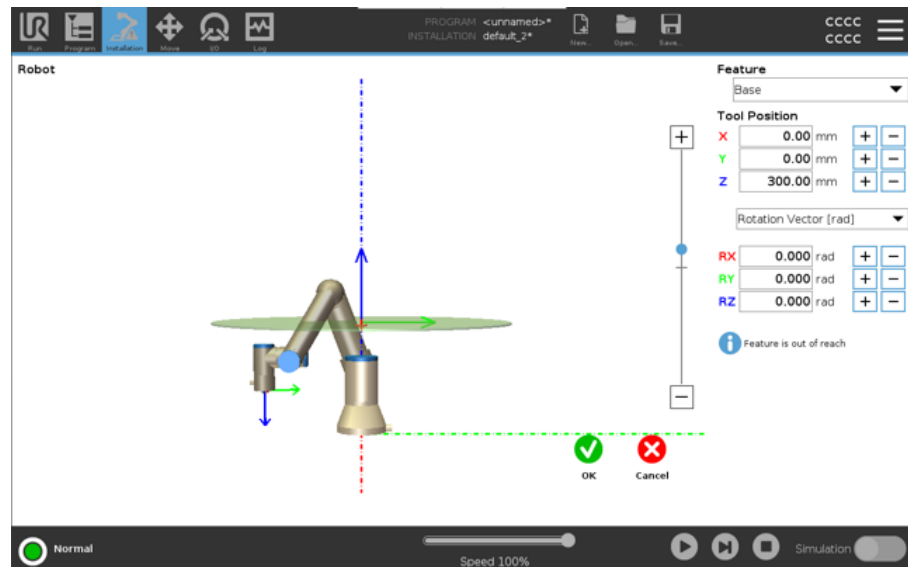 PROGRAM <unnamed>*
INSTALLATION default_2*
cccc
cccc
Run Program Installation Move I/O Log New... Open... Save...
Robot
Feature
Base
Tool Position
X 0.00 mm + −
Y 0.00 mm + −
Z 300.00 mm + −
Rotation Vector [rad]
RX 0.000 rad + −
RY 0.000 rad + −
RZ 0.000 rad + −
Feature is out of reach
OK Cancel
Normal
Speed 100%
Simulation